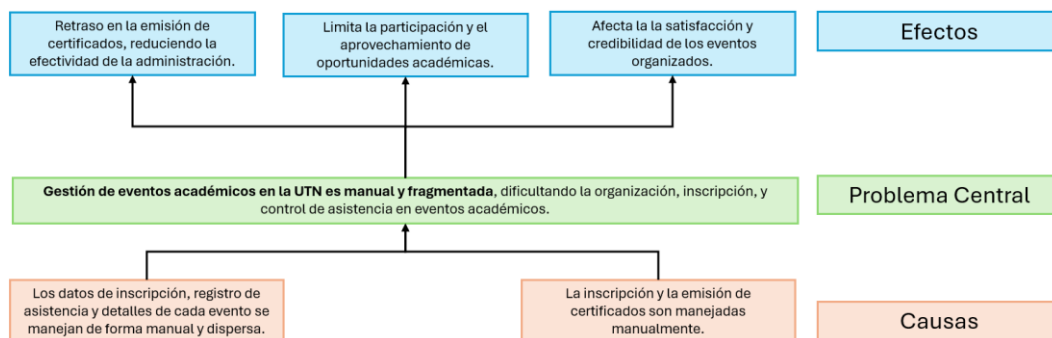 Retraso en la emisión de
certificados, reduciendo la
efectividad de la administración.
Limita la participación y el
aprovechamiento de
oportunidades académicas.
Afecta la la satisfacción y
credibilidad de los eventos
organizados.
Efectos
Gestión de eventos académicos en la UTN es manual y fragmentada, dificultando la organización, inscripción, y
control de asistencia en eventos académicos.
Problema Central
Los datos de inscripción, registro de
asistencia y detalles de cada evento se
manejan de forma manual y dispersa.
La inscripción y la emisión de
certificados son manejadas
manualmente.
Causas